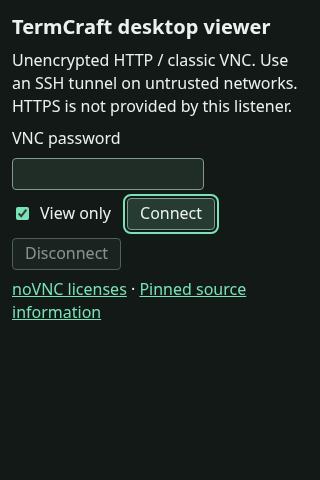 TermCraft desktop viewer
Unencrypted HTTP / classic VNC. Use
an SSH tunnel on untrusted networks.
HTTPS is not provided by this listener.
VNC password
View only
Connect
Disconnect
noVNC licenses · Pinned source
information